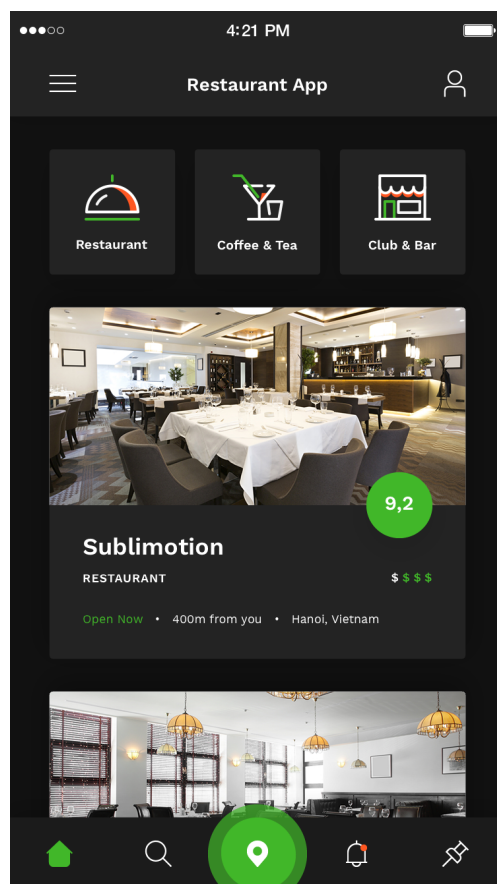 4:21 PM
Restaurant App
Restaurant
Coffee & Tea
Club & Bar
9,2
Sublimotion
RESTAURANT
$ $ $ $
Open Now • 400m from you • Hanoi, Vietnam